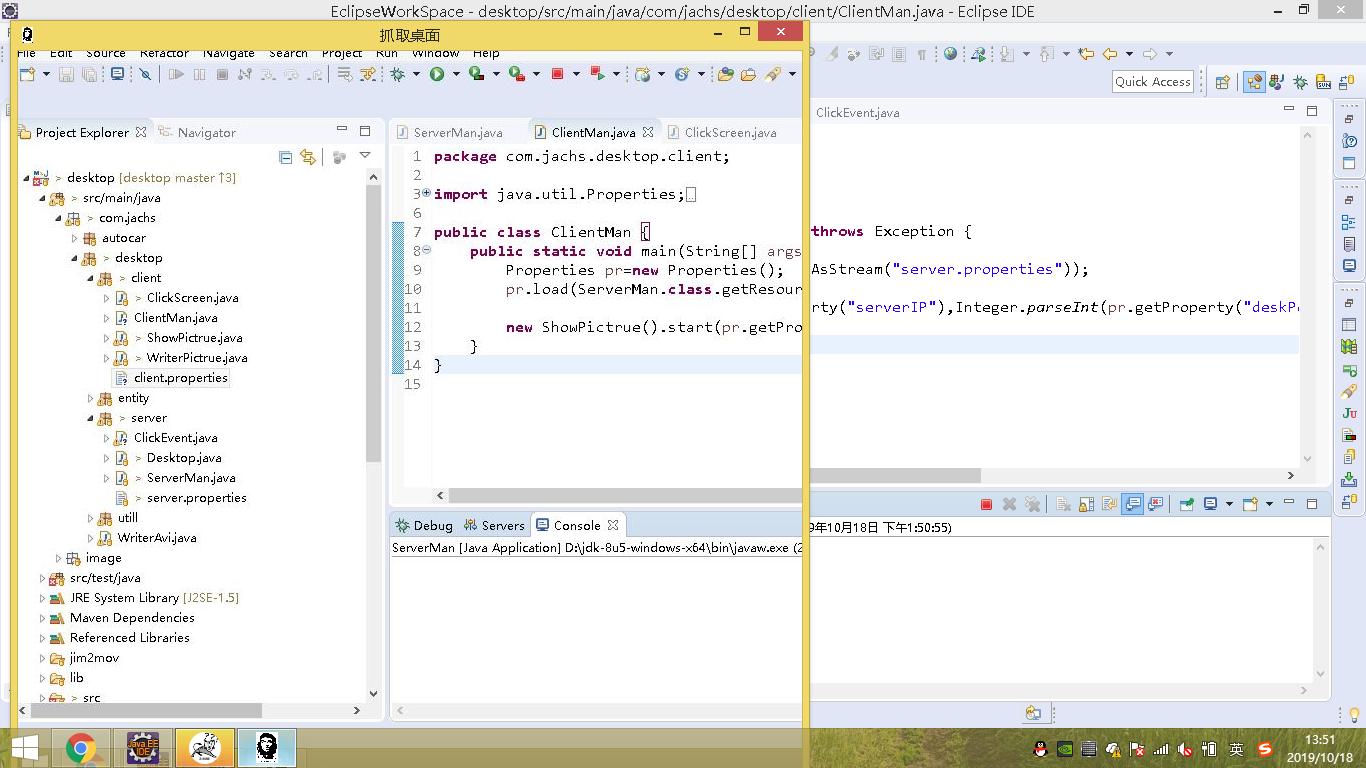 EclipseWorkSpace - desktop/src/main/java/com/jachs/desktop/client/ClientMan.java - Eclipse IDE
抓取桌面
File Edit Source Refactor Navigate Search Project Run Window Help
Quick Access
Project Explorer
Navigator
desktop [desktop master ↑3]
> src/main/java
> com.jachs
autocar
> desktop
> client
> ClickScreen.java
ClientMan.java
> ShowPictrue.java
> WriterPictrue.java
client.properties
entity
> server
ClickEvent.java
> Desktop.java
> ServerMan.java
> server.properties
utill
WriterAvi.java
image
src/test/java
JRE System Library [J2SE-1.5]
Maven Dependencies
Referenced Libraries
jim2mov
lib
> src
ServerMan.java
ClientMan.java
ClickScreen.java
ClickEvent.java
1 package com.jachs.desktop.client;
2
3 import java.util.Properties;
6
7 public class ClientMan {
8 public static void main(String[] args throws Exception {
9 Properties pr=new Properties();
10 pr.load(ServerMan.class.getResour AsStream("server.properties"));
11
12 new ShowPictrue().start(pr.getPro rty("serverIP"),Integer.parseInt(pr.getProperty("deskP
13 }
14 }
15
Debug
Servers
Console
ServerMan [Java Application] D:\jdk-8u5-windows-x64\bin\javaw.exe (2 9年10月18日 下午1:50:55)
英
13:51
2019/10/18